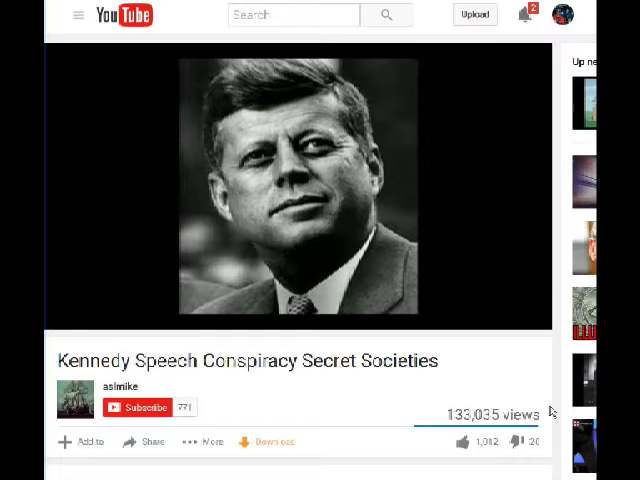 YouTube
Search
Upload
2
Up ne
Kennedy Speech Conspiracy Secret Societies
aslmike
Subscribe 771
133,035 views
Add to Share More Download 1,012 20